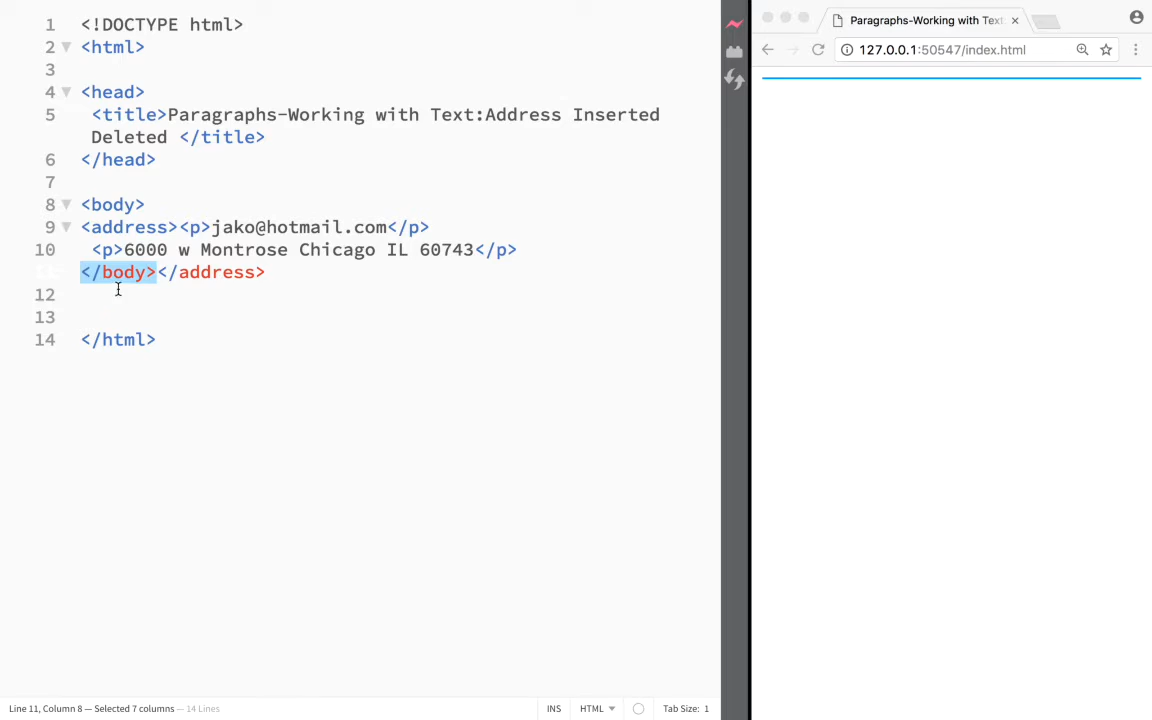 1 <!DOCTYPE html>
2 <html>
3
4 <head>
5 <title>Paragraphs-Working with Text:Address Inserted
Deleted </title>
6 </head>
7
8 <body>
9 <address><p>jako@hotmail.com</p>
10 <p>6000 w Montrose Chicago IL 60743</p>
</body></address>
12
13
14 </html>
Line 11, Column 8 — Selected 7 columns — 14 Lines
INS HTML Tab Size: 1
Paragraphs-Working with Text
127.0.0.1:50547/index.html